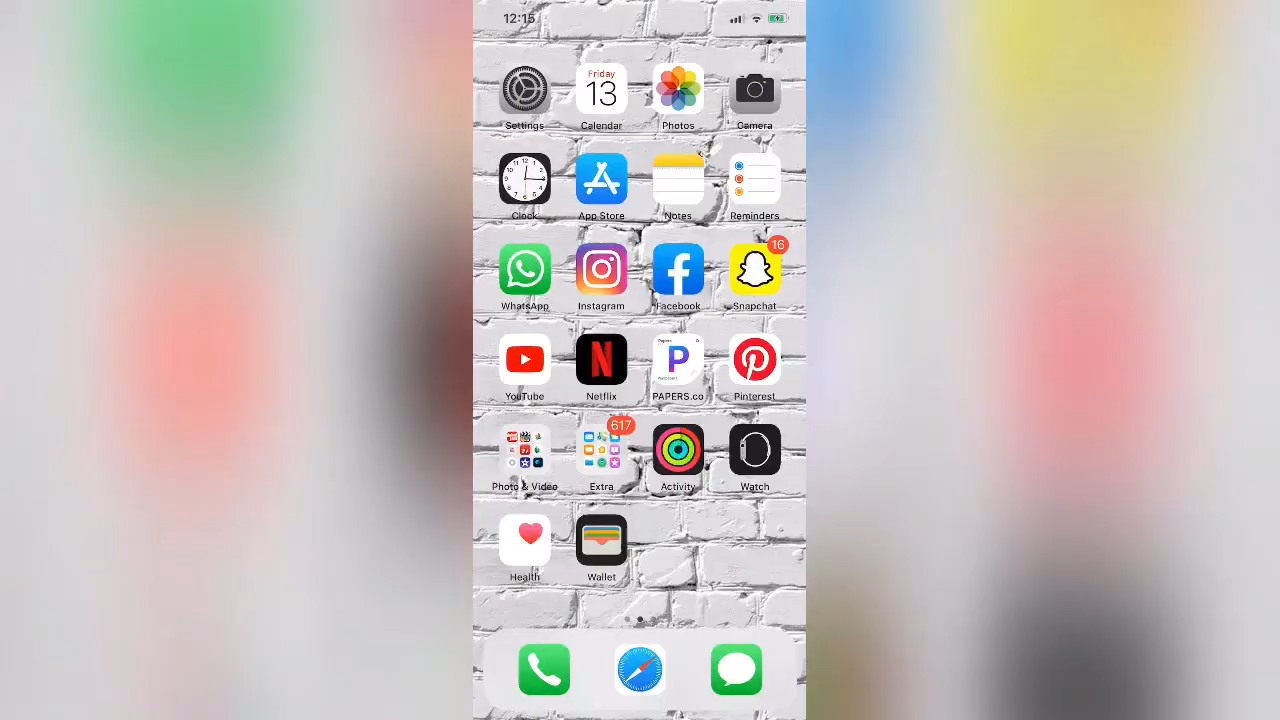 12:15
Friday
13
Settings
Calendar
Photos
Camera
Clock
App Store
Notes
Reminders
16
WhatsApp
Instagram
Facebook
Snapchat
YouTube
Netflix
PAPERS.co
Pinterest
617
Photo & Video
Extra
Activity
Watch
Health
Wallet